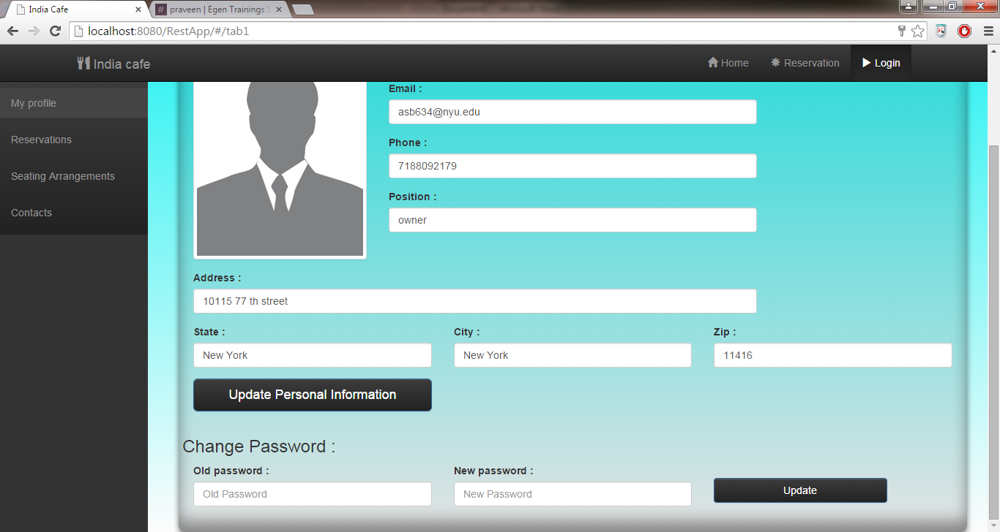 India Cafe
praveen | Egen Trainings S
localhost:8080/RestApp/#/tab1
India cafe
Home
Reservation
Login
My profile
Reservations
Seating Arrangements
Contacts
Email :
asb634@nyu.edu
Phone :
7188092179
Position :
owner
Address :
10115 77 th street
State :
City :
Zip :
New York
New York
11416
Update Personal Information
Change Password :
Old password :
New password :
Old Password
New Password
Update